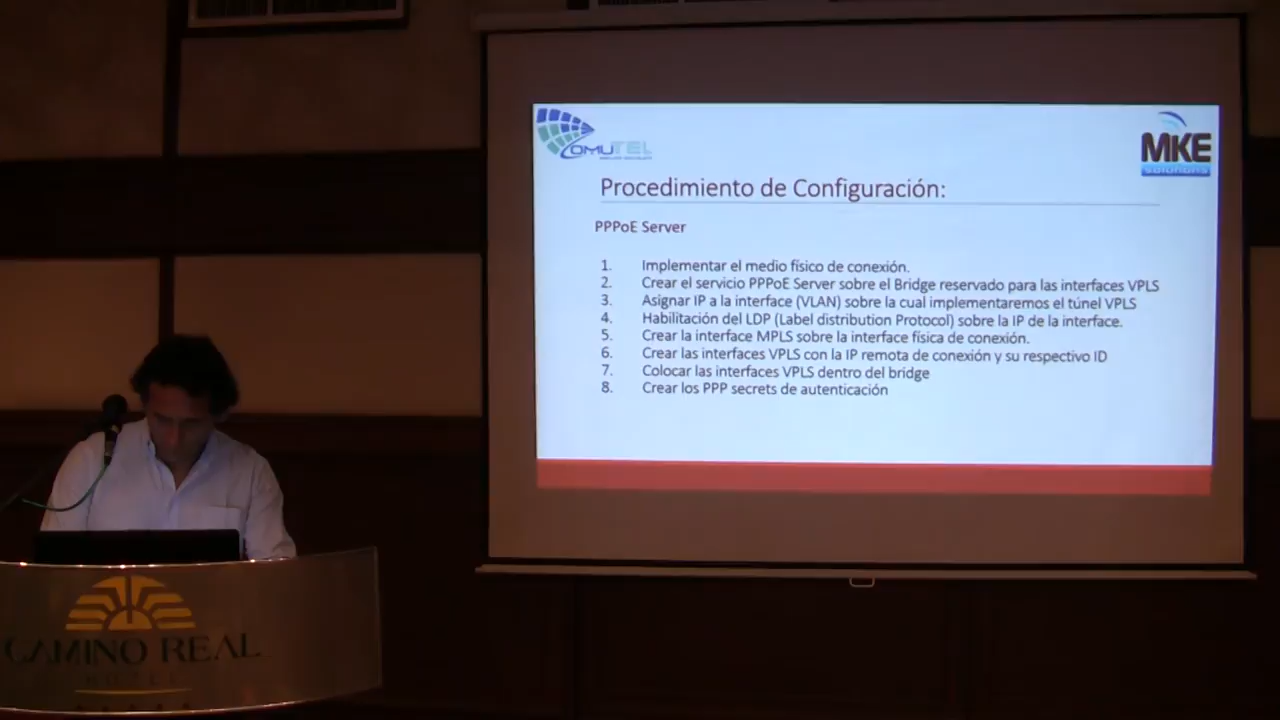 OMUTEL
MKE
solutions
Procedimiento de Configuración:
PPPoE Server
1. Implementar el medio físico de conexión.
2. Crear el servicio PPPoE Server sobre el Bridge reservado para las interfaces VPLS
3. Asignar IP a la interface (VLAN) sobre la cual implementaremos el túnel VPLS
4. Habilitación del LDP (Label distribution Protocol) sobre la IP de la interface.
5. Crear la interface MPLS sobre la interface física de conexión.
6. Crear las interfaces VPLS con la IP remota de conexión y su respectivo ID
7. Colocar las interfaces VPLS dentro del bridge
8. Crear los PPP secrets de autenticación
CAMINO REAL
HOTEL